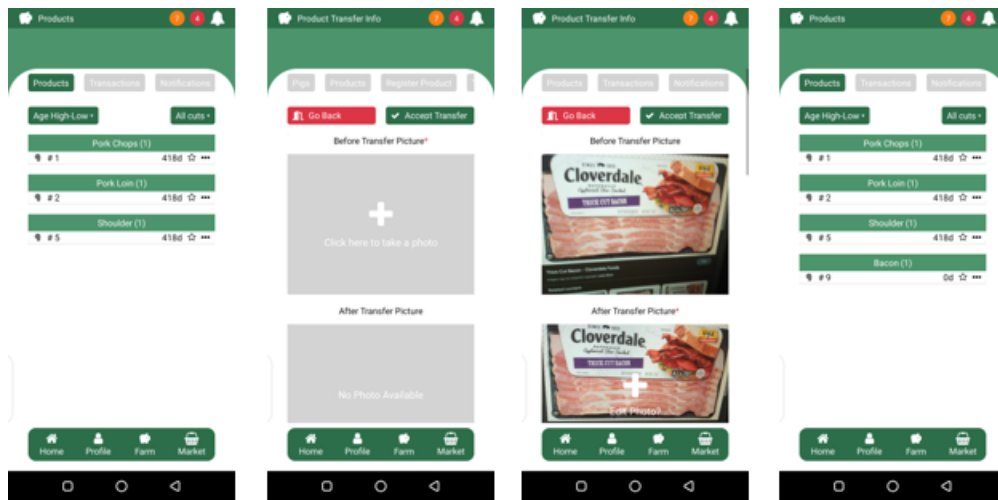 Products
7
4
Products
Transactions
Notifications
Age High-Low
All cuts
Pork Chops (1)
# 1
418d
Pork Loin (1)
# 2
418d
Shoulder (1)
# 5
418d
Home
Profile
Farm
Market
Product Transfer Info
7
4
Pigs
Products
Register Product
Go Back
Accept Transfer
Before Transfer Picture*
Click here to take a photo
After Transfer Picture
No Photo Available
Home
Profile
Farm
Market
Product Transfer Info
7
4
Products
Transactions
Notifications
Go Back
Accept Transfer
Before Transfer Picture
Cloverdale
THICK CUT BACON
Thick Cut Bacon - Cloverdale Foods
After Transfer Picture*
Cloverdale
THICK CUT BACON
Edit Photo?
Home
Profile
Farm
Market
Products
7
4
Products
Transactions
Notifications
Age High-Low
All cuts
Pork Chops (1)
# 1
418d
Pork Loin (1)
# 2
418d
Shoulder (1)
# 5
418d
Bacon (1)
# 9
0d
Home
Profile
Farm
Market